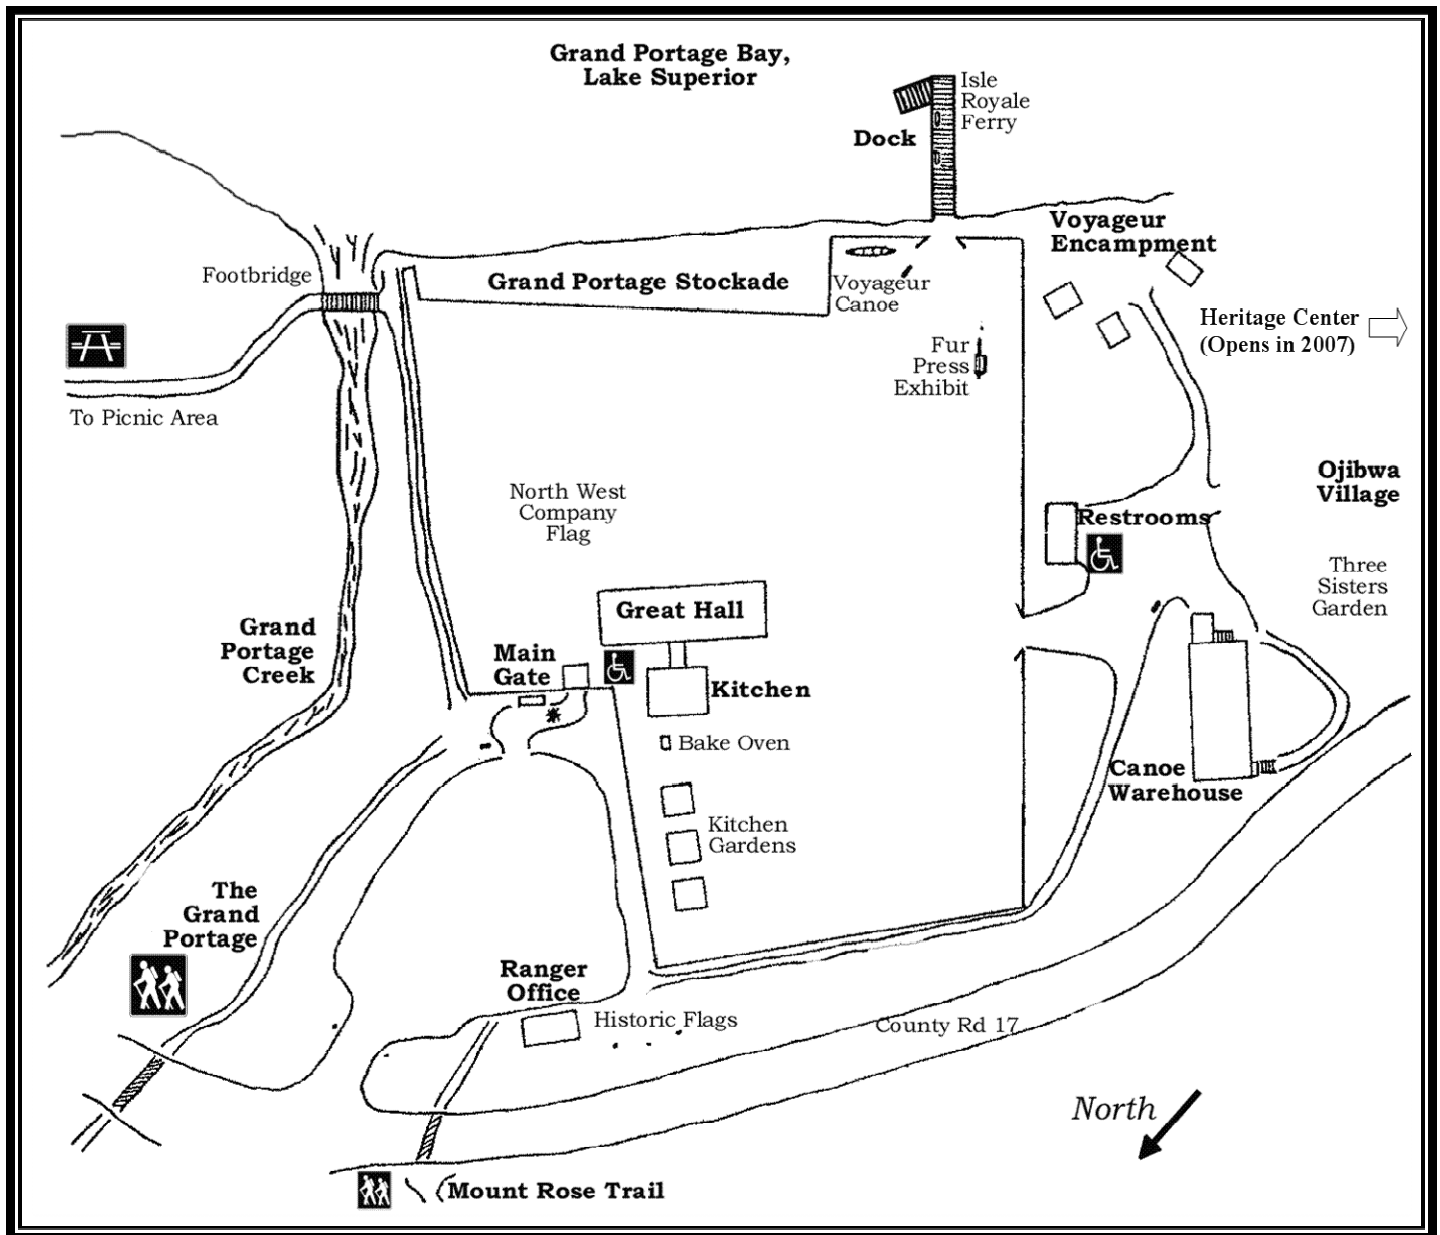 Grand Portage Bay,
Lake Superior
Isle
Royale
Ferry
Dock
Voyageur
Encampment
Footbridge
Grand Portage Stockade
Voyageur
Canoe
Heritage Center
(Opens in 2007)
Fur
Press
Exhibit
To Picnic Area
Ojibwa
Village
North West
Company
Flag
Restrooms
Three
Sisters
Garden
Great Hall
Grand
Portage
Creek
Main
Gate
Kitchen
Bake Oven
Canoe
Warehouse
Kitchen
Gardens
The
Grand
Portage
Ranger
Office
Historic Flags
County Rd 17
North
Mount Rose Trail